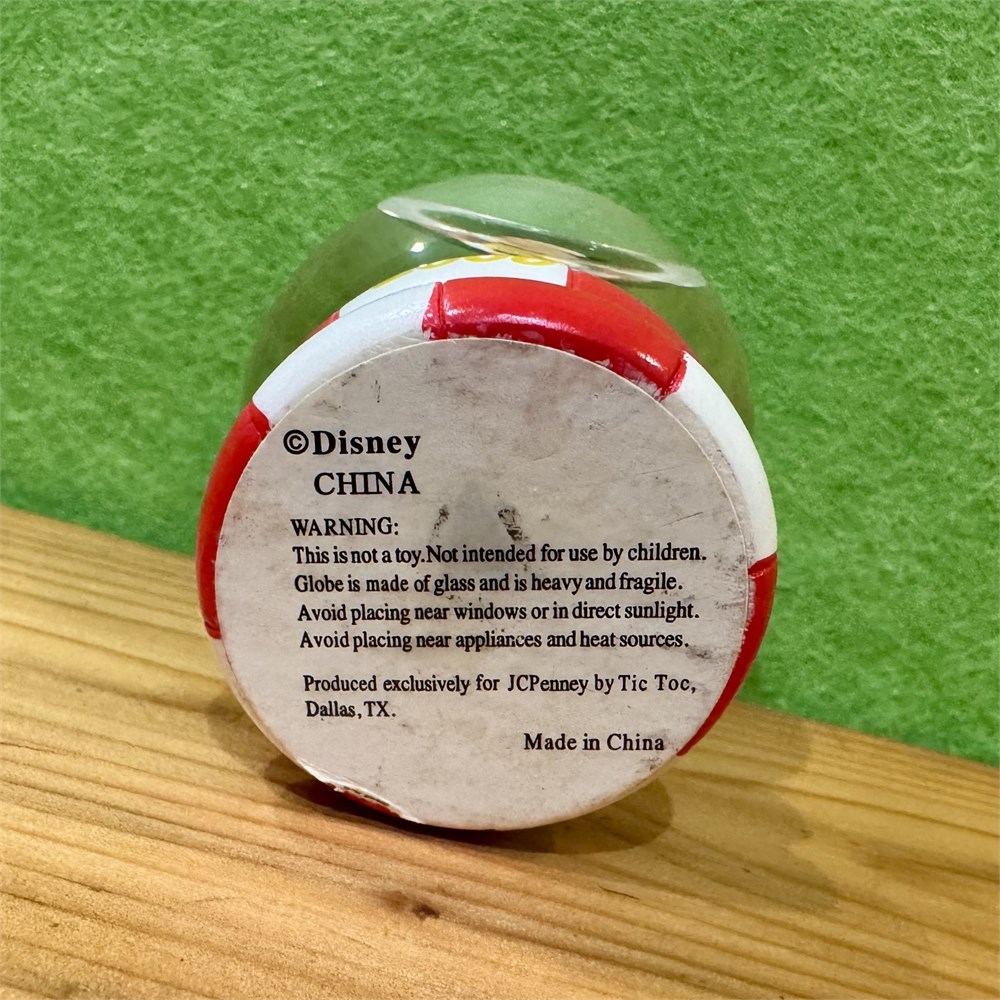 ©Disney
CHINA
WARNING:
This is not a toy.Not intended for use by children.
Globe is made of glass and is heavy and fragile.
Avoid placing near windows or in direct sunlight.
Avoid placing near appliances and heat sources.
Produced exclusively for JCPenney by Tic Toc,
Dallas,TX.
Made in China